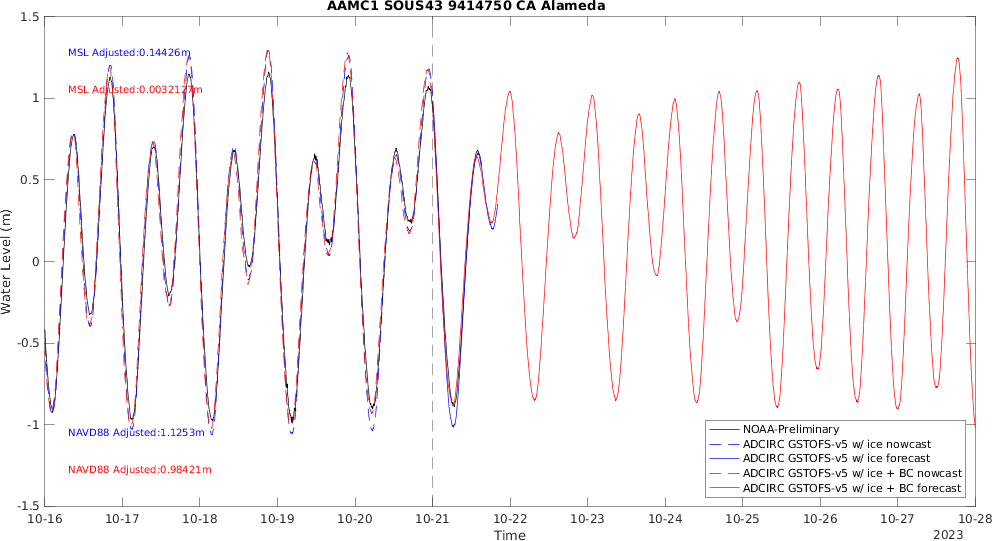 AAMC1 SOUS43 9414750 CA Alameda
1.5
1
0.5
0
-0.5
-1
-1.5
Water Level (m)
MSL Adjusted:0.14426m
MSL Adjusted:0.0032127m
NAVD88 Adjusted:1.1253m
NAVD88 Adjusted:0.98421m
NOAA-Preliminary
ADCIRC GSTOFS-v5 w/ ice nowcast
ADCIRC GSTOFS-v5 w/ ice forecast
ADCIRC GSTOFS-v5 w/ ice + BC nowcast
ADCIRC GSTOFS-v5 w/ ice + BC forecast
10-16 10-17 10-18 10-19 10-20 10-21 10-22 10-23 10-24 10-25 10-26 10-27 10-28
Time
2023